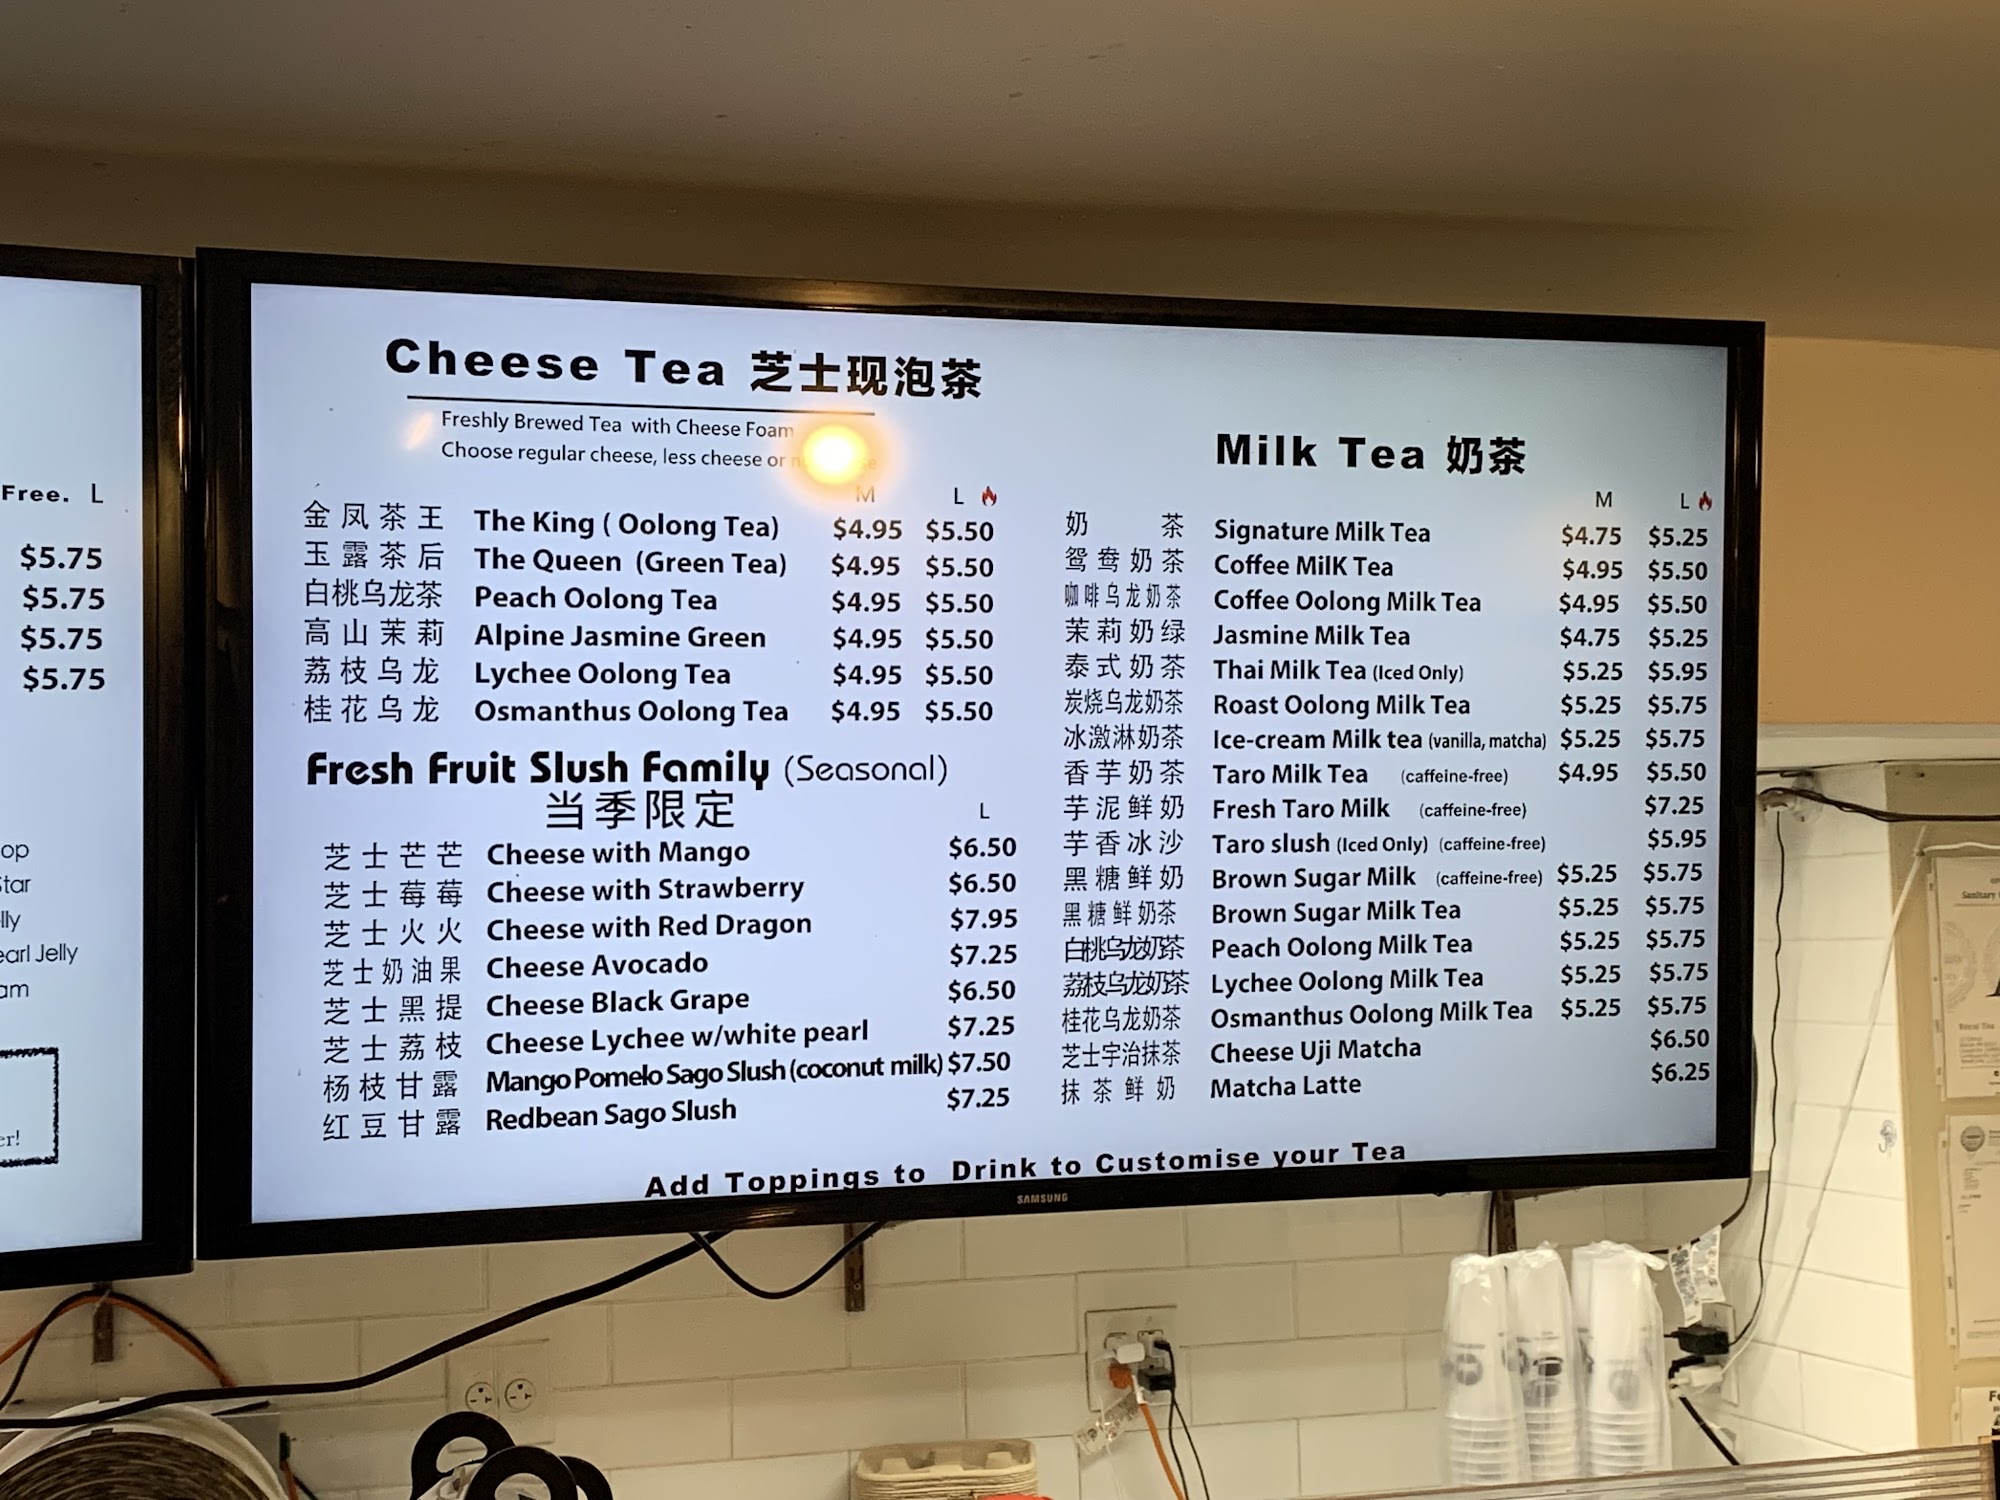 Free. L
$5.75
$5.75
$5.75
$5.75
op
Star
lly
earl Jelly
am
er!
Cheese Tea 芝士现泡茶
Freshly Brewed Tea with Cheese Foam
Choose regular cheese, less cheese or
M L
金凤茶王 The King ( Oolong Tea) $4.95 $5.50
玉露茶后 The Queen (Green Tea) $4.95 $5.50
白桃乌龙茶 Peach Oolong Tea $4.95 $5.50
高山茉莉 Alpine Jasmine Green $4.95 $5.50
荔枝乌龙 Lychee Oolong Tea $4.95 $5.50
桂花乌龙 Osmanthus Oolong Tea $4.95 $5.50
Fresh Fruit Slush Family (Seasonal)
当季限定
L
芝士芒芒 Cheese with Mango $6.50
芝士莓莓 Cheese with Strawberry $6.50
芝士火火 Cheese with Red Dragon $7.95
芝士奶油果 Cheese Avocado $7.25
芝士黑提 Cheese Black Grape $6.50
芝士荔枝 Cheese Lychee w/white pearl $7.25
杨枝甘露 Mango Pomelo Sago Slush (coconut milk) $7.50
红豆甘露 Redbean Sago Slush $7.25
Milk Tea 奶茶
M L
奶茶 Signature Milk Tea $4.75 $5.25
鸳鸯奶茶 Coffee MilK Tea $4.95 $5.50
咖啡乌龙奶茶 Coffee Oolong Milk Tea $4.95 $5.50
茉莉奶绿 Jasmine Milk Tea $4.75 $5.25
泰式奶茶 Thai Milk Tea (Iced Only) $5.25 $5.95
炭烧乌龙奶茶 Roast Oolong Milk Tea $5.25 $5.75
冰激淋奶茶 Ice-cream Milk tea (vanilla, matcha) $5.25 $5.75
香芋奶茶 Taro Milk Tea (caffeine-free) $4.95 $5.50
芋泥鲜奶 Fresh Taro Milk (caffeine-free) $7.25
芋香冰沙 Taro slush (Iced Only) (caffeine-free) $5.95
黑糖鲜奶 Brown Sugar Milk (caffeine-free) $5.25 $5.75
黑糖鲜奶茶 Brown Sugar Milk Tea $5.25 $5.75
白桃乌龙奶茶 Peach Oolong Milk Tea $5.25 $5.75
荔枝乌龙奶茶 Lychee Oolong Milk Tea $5.25 $5.75
桂花乌龙奶茶 Osmanthus Oolong Milk Tea $5.25 $5.75
芝士宇治抹茶 Cheese Uji Matcha $6.50
抹茶鲜奶 Matcha Latte $6.25
Add Toppings to Drink to Customise your Tea
SAMSUNG
Sanitary